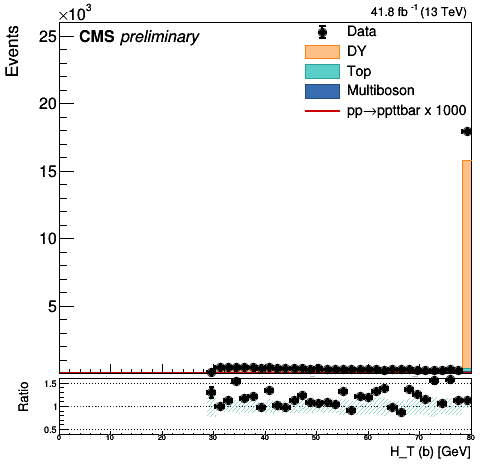 ×10³
41.8 fb⁻¹ (13 TeV)
CMS preliminary
Events
25
20
15
10
5
Data
DY
Top
Multiboson
pp→ppttbar x 1000
Ratio
1.5
1
0.5
0 10 20 30 40 50 60 70 80
H_T (b) [GeV]